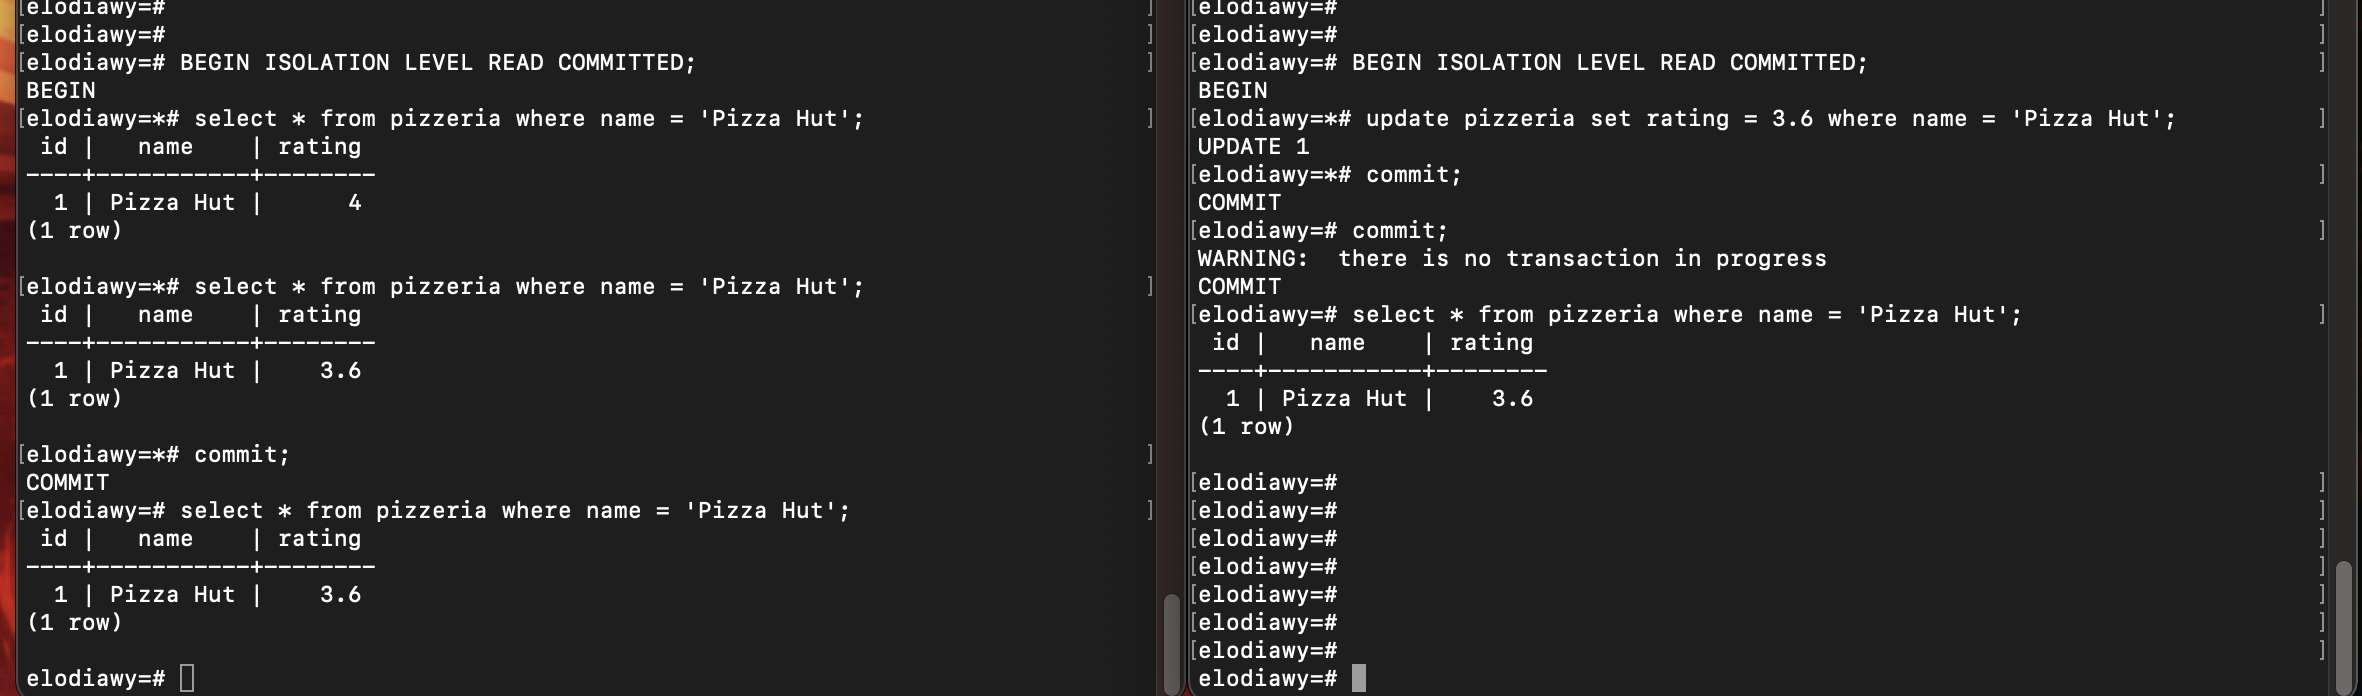 [elodiawy=# ]
[elodiawy=# ]
[elodiawy=# BEGIN ISOLATION LEVEL READ COMMITTED; ]
BEGIN
[elodiawy=*# select * from pizzeria where name = 'Pizza Hut'; ]
 id |   name    | rating
----+-----------+--------
  1 | Pizza Hut |      4
(1 row)

[elodiawy=*# select * from pizzeria where name = 'Pizza Hut'; ]
 id |   name    | rating
----+-----------+--------
  1 | Pizza Hut |    3.6
(1 row)

[elodiawy=*# commit; ]
COMMIT
[elodiawy=# select * from pizzeria where name = 'Pizza Hut'; ]
 id |   name    | rating
----+-----------+--------
  1 | Pizza Hut |    3.6
(1 row)

elodiawy=#
[elodiawy=# ]
[elodiawy=# ]
[elodiawy=# BEGIN ISOLATION LEVEL READ COMMITTED; ]
BEGIN
[elodiawy=*# update pizzeria set rating = 3.6 where name = 'Pizza Hut'; ]
UPDATE 1
[elodiawy=*# commit; ]
COMMIT
[elodiawy=# commit; ]
WARNING:  there is no transaction in progress
COMMIT
[elodiawy=# select * from pizzeria where name = 'Pizza Hut'; ]
 id |   name    | rating
----+-----------+--------
  1 | Pizza Hut |    3.6
(1 row)

[elodiawy=# ]
[elodiawy=# ]
[elodiawy=# ]
[elodiawy=# ]
[elodiawy=# ]
[elodiawy=# ]
[elodiawy=# ]
elodiawy=#